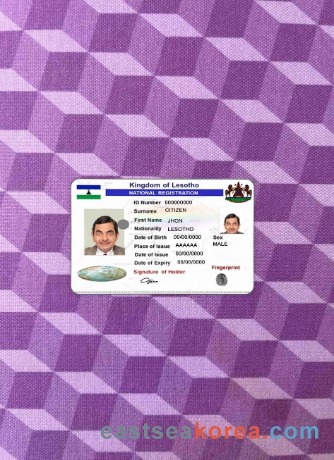 Kingdom of Lesotho
NATIONAL REGISTRATION
ID Number 000000000
Surname CITIZEN
First Name JHON
Nationality LESOTHO
Date of Birth 00/00/0000 Sex
Place of Issue AAAAAA MALE
Date of Issue 00/00/0000
Date of Expiry 00/00/0000
Signature of Holder Fingerprint
eastseakorea.com